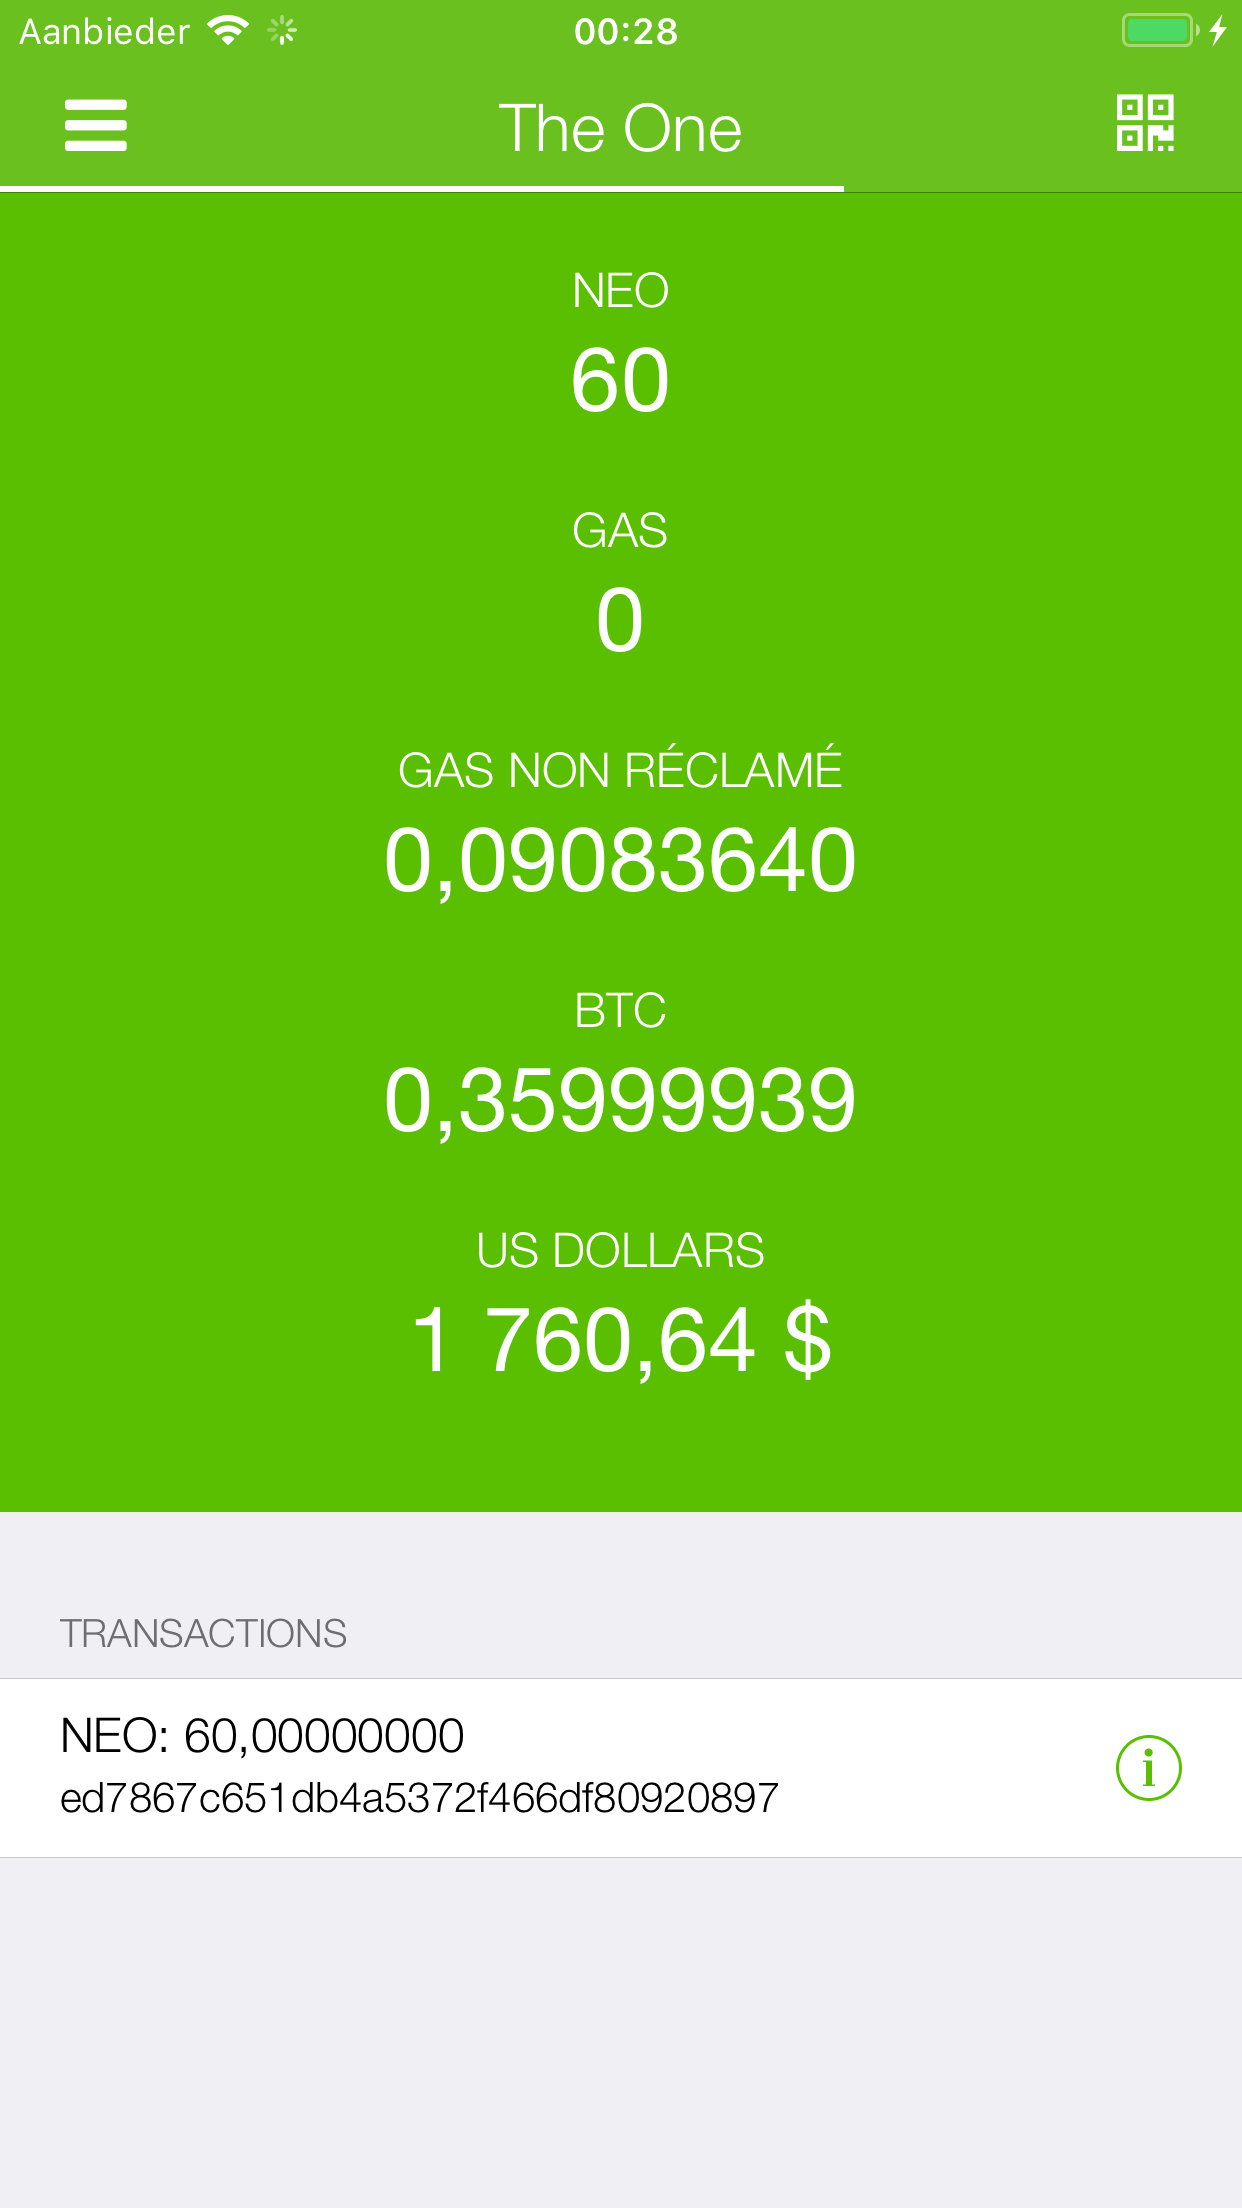 Aanbieder 00:28
The One
NEO
60
GAS
0
GAS NON RÉCLAMÉ
0,09083640
BTC
0,35999939
US DOLLARS
1 760,64 $
TRANSACTIONS
NEO: 60,00000000
ed7867c651db4a5372f466df80920897